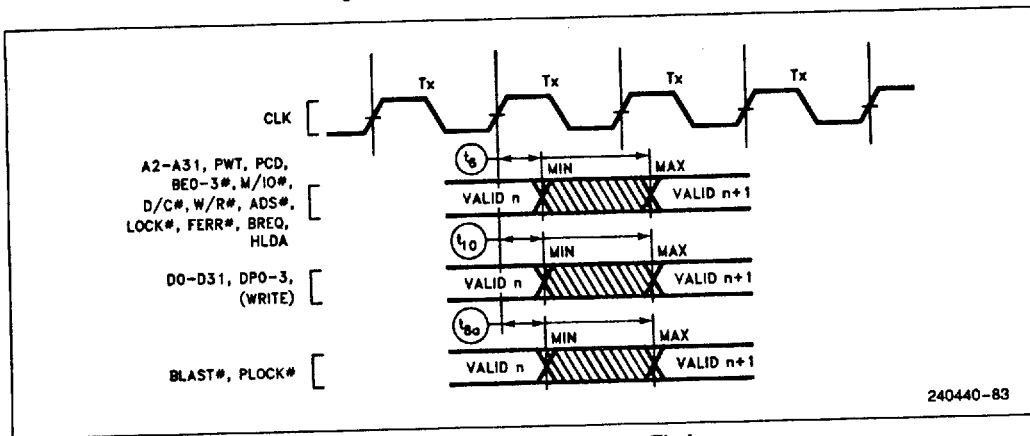 Tx Tx Tx Tx
CLK
t6
MIN MAX
A2-A31, PWT, PCD,
BE0-3#, M/IO#,
D/C#, W/R#, ADS#,
LOCK#, FERR#, BREQ,
HLDA
VALID n VALID n+1
t10
MIN MAX
D0-D31, DP0-3,
(WRITE)
VALID n VALID n+1
t8a
MIN MAX
BLAST#, PLOCK#
VALID n VALID n+1
240440-83